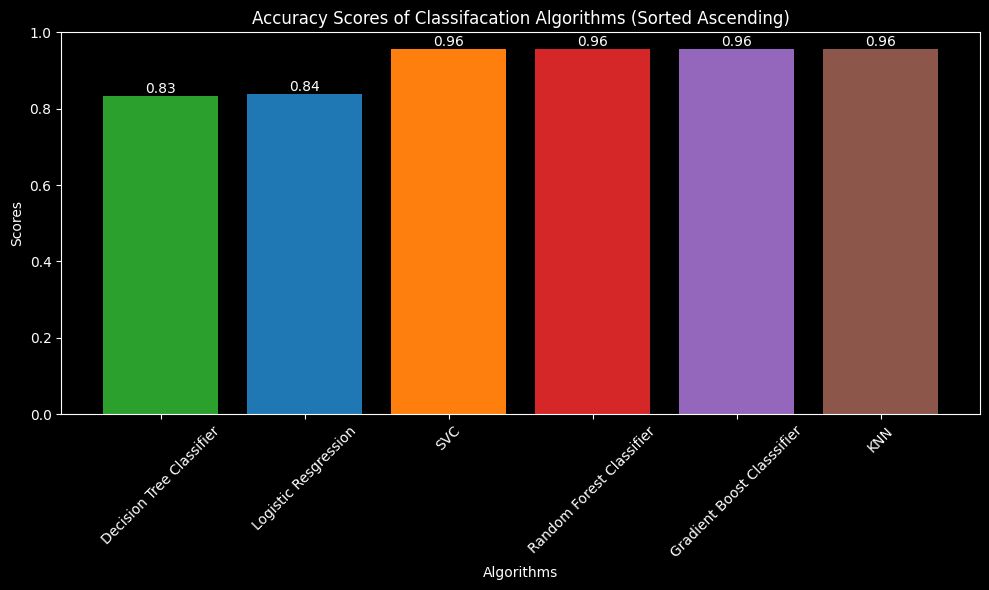 Accuracy Scores of Classifacation Algorithms (Sorted Ascending)
1.0
0.8
0.6
0.4
0.2
0.0
Scores
0.83
0.84
0.96
0.96
0.96
0.96
Decision Tree Classifier
Logistic Resgression
SVC
Random Forest Classifier
Gradient Boost Classsifier
KNN
Algorithms